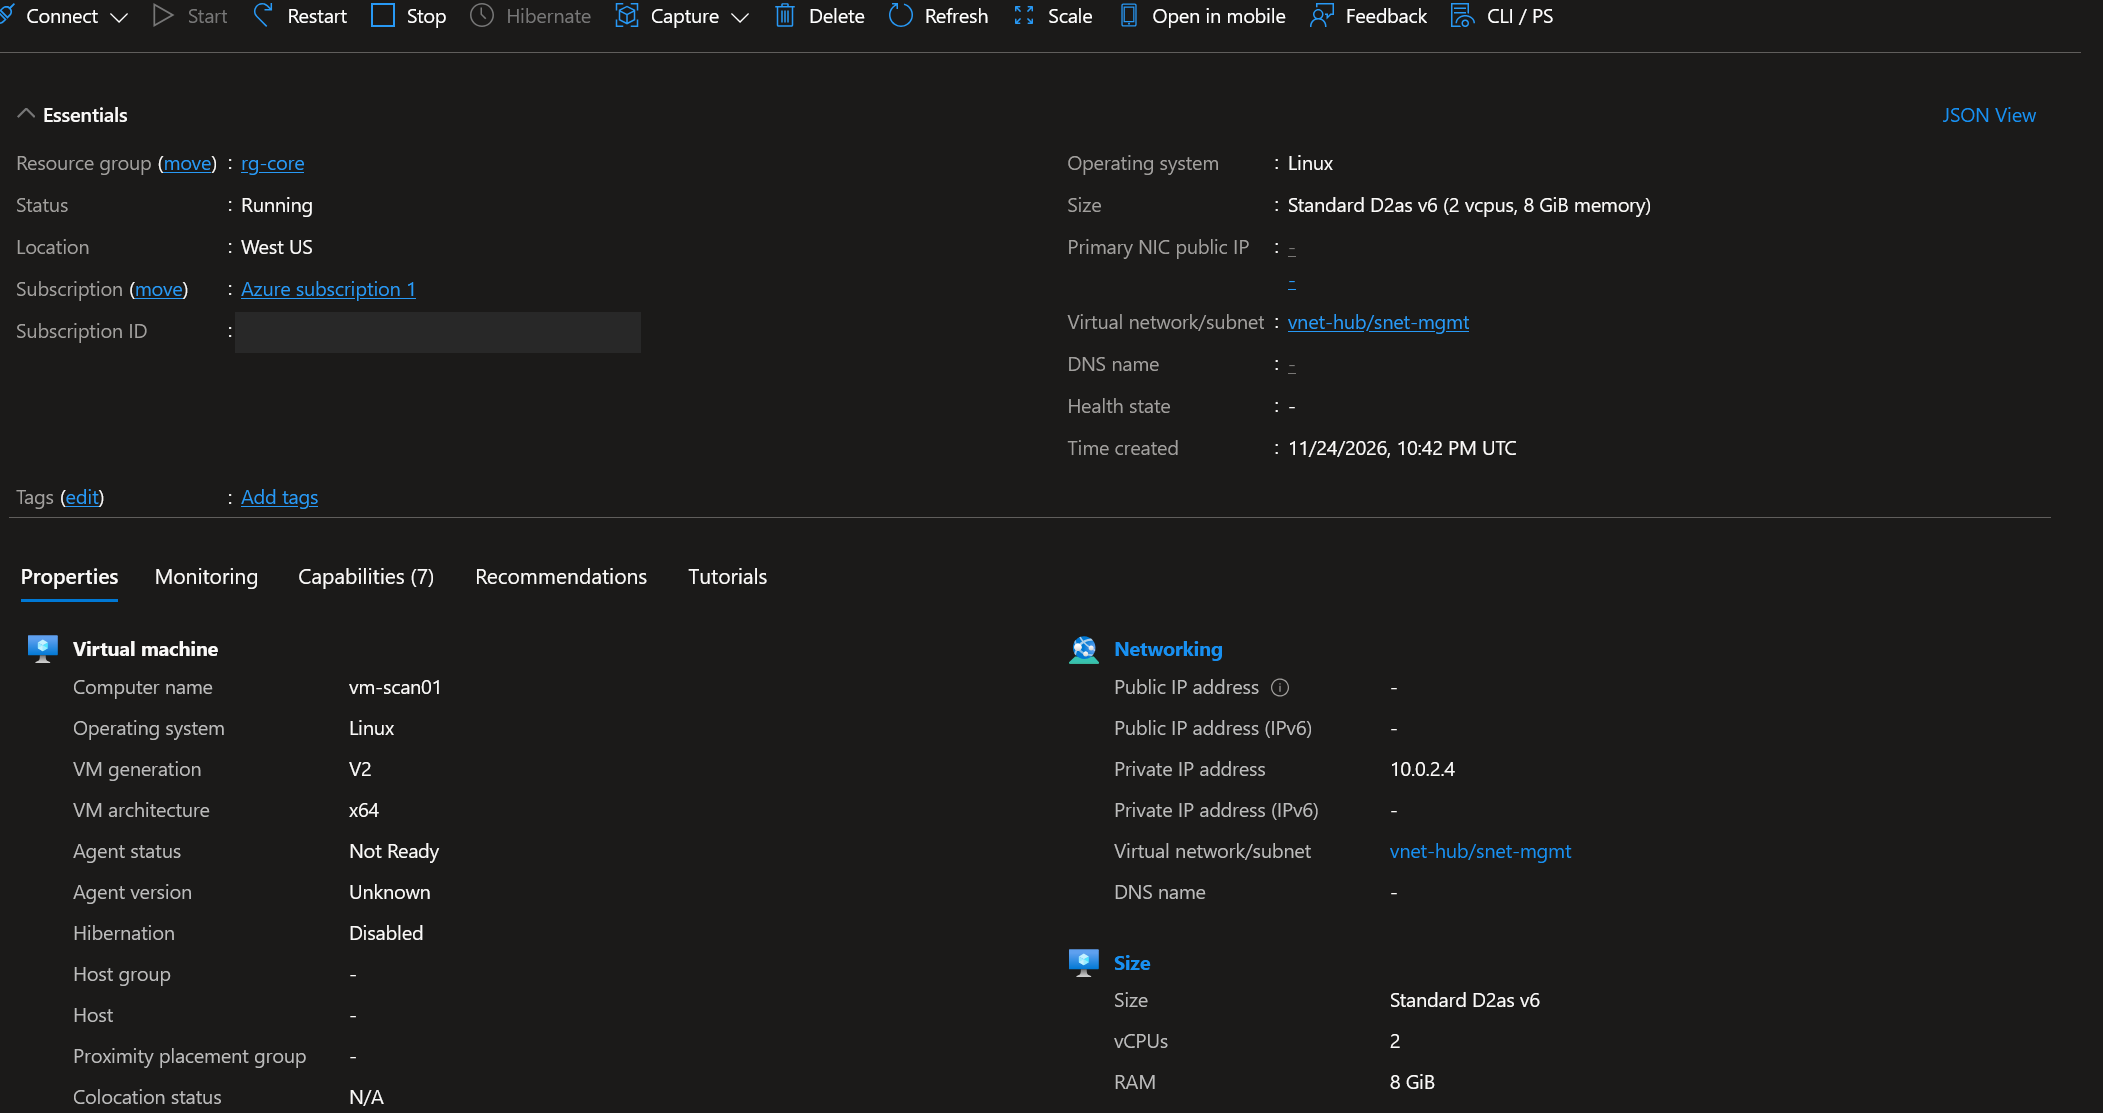 Connect Start Restart Stop Hibernate Capture Delete Refresh Scale Open in mobile Feedback CLI / PS
Essentials
JSON View
Resource group (move) : rg-core
Status : Running
Location : West US
Subscription (move) : Azure subscription 1
Subscription ID :
Operating system : Linux
Size : Standard D2as v6 (2 vcpus, 8 GiB memory)
Primary NIC public IP : -
-
Virtual network/subnet : vnet-hub/snet-mgmt
DNS name : -
Health state : -
Time created : 11/24/2026, 10:42 PM UTC
Tags (edit) : Add tags
Properties Monitoring Capabilities (7) Recommendations Tutorials
Virtual machine
Computer name vm-scan01
Operating system Linux
VM generation V2
VM architecture x64
Agent status Not Ready
Agent version Unknown
Hibernation Disabled
Host group -
Host -
Proximity placement group -
Colocation status N/A
Networking
Public IP address -
Public IP address (IPv6) -
Private IP address 10.0.2.4
Private IP address (IPv6) -
Virtual network/subnet vnet-hub/snet-mgmt
DNS name -
Size
Size Standard D2as v6
vCPUs 2
RAM 8 GiB